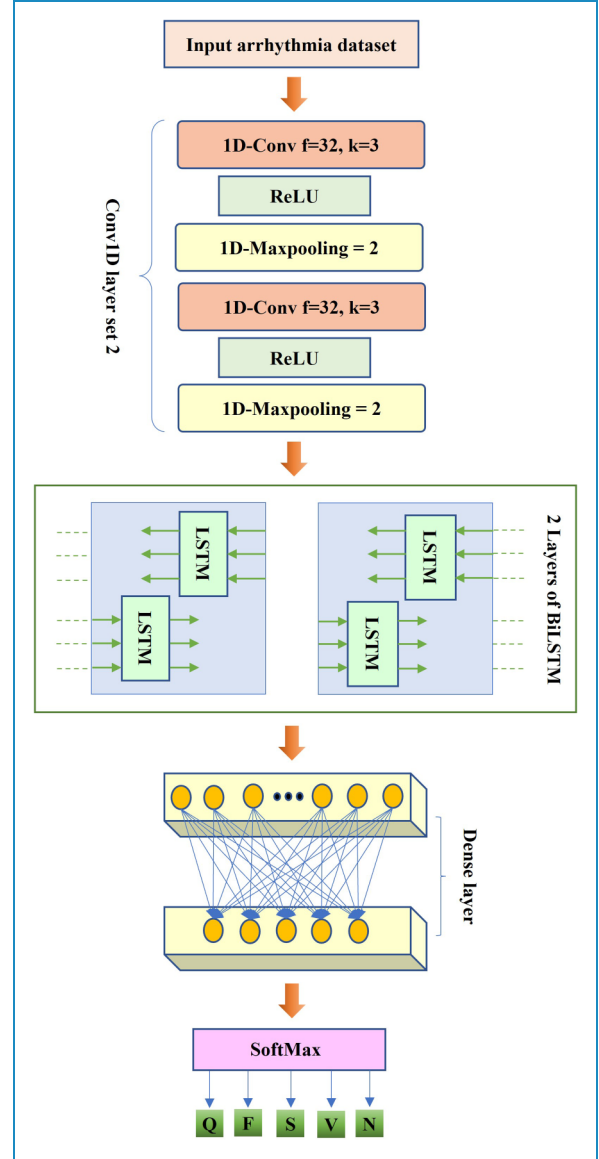 Input arrhythmia dataset
Conv1D layer set 2
1D-Conv f=32, k=3
ReLU
1D-Maxpooling = 2
1D-Conv f=32, k=3
ReLU
1D-Maxpooling = 2
LSTM
LSTM
LSTM
LSTM
2 Layers of BiLSTM
Dense layer
SoftMax
Q F S V N